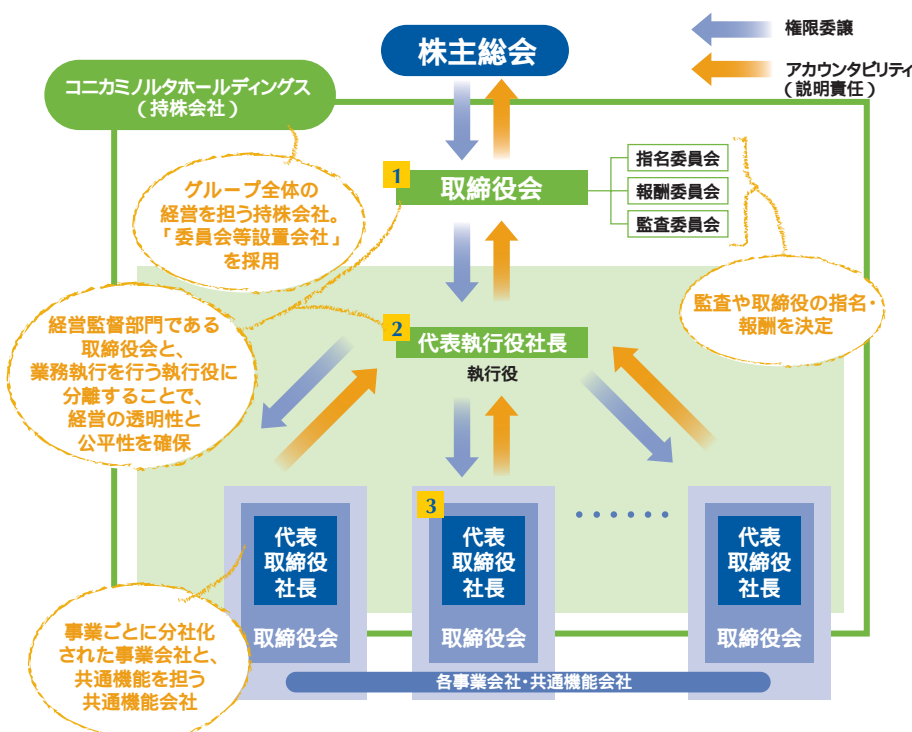 株主総会
権限委譲
アカウンタビリティ
(説明責任)
コニカミノルタホールディングス
(持株会社)
グループ全体の
経営を担う持株会社。
「委員会等設置会社」
を採用
1
取締役会
指名委員会
報酬委員会
監査委員会
監査や取締役の指名・
報酬を決定
経営監督部門である
取締役会と、
業務執行を行う執行役に
分離することで、
経営の透明性と
公平性を確保
2
代表執行役社長
執行役
代表
取締役
社長
取締役会
3
代表
取締役
社長
取締役会
代表
取締役
社長
取締役会
事業ごとに分社化
された事業会社と、
共通機能を担う
共通機能会社
各事業会社・共通機能会社